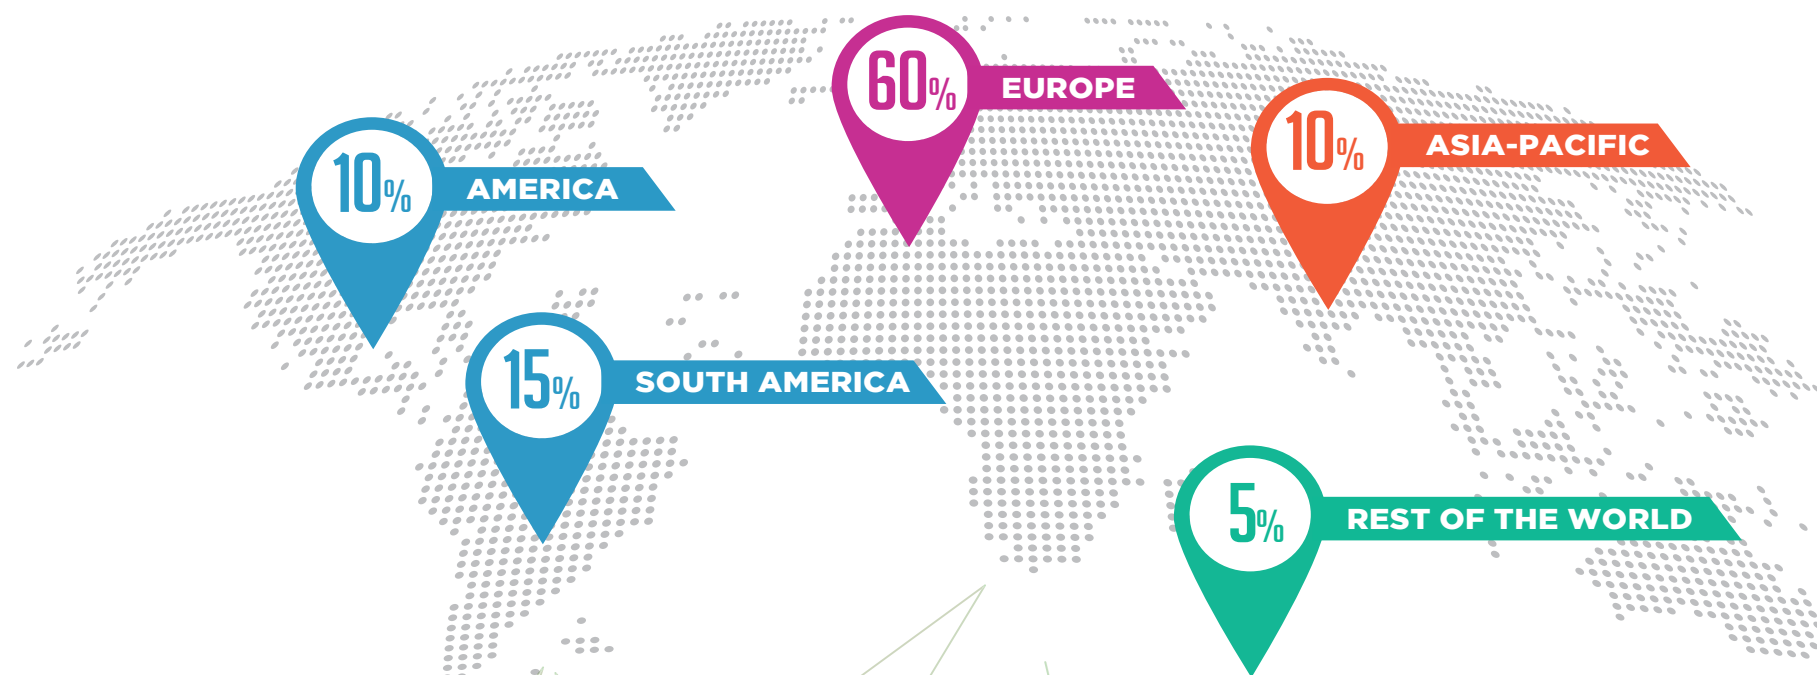 60%
EUROPE
10%
ASIA-PACIFIC
10%
AMERICA
15%
SOUTH AMERICA
5%
REST OF THE WORLD